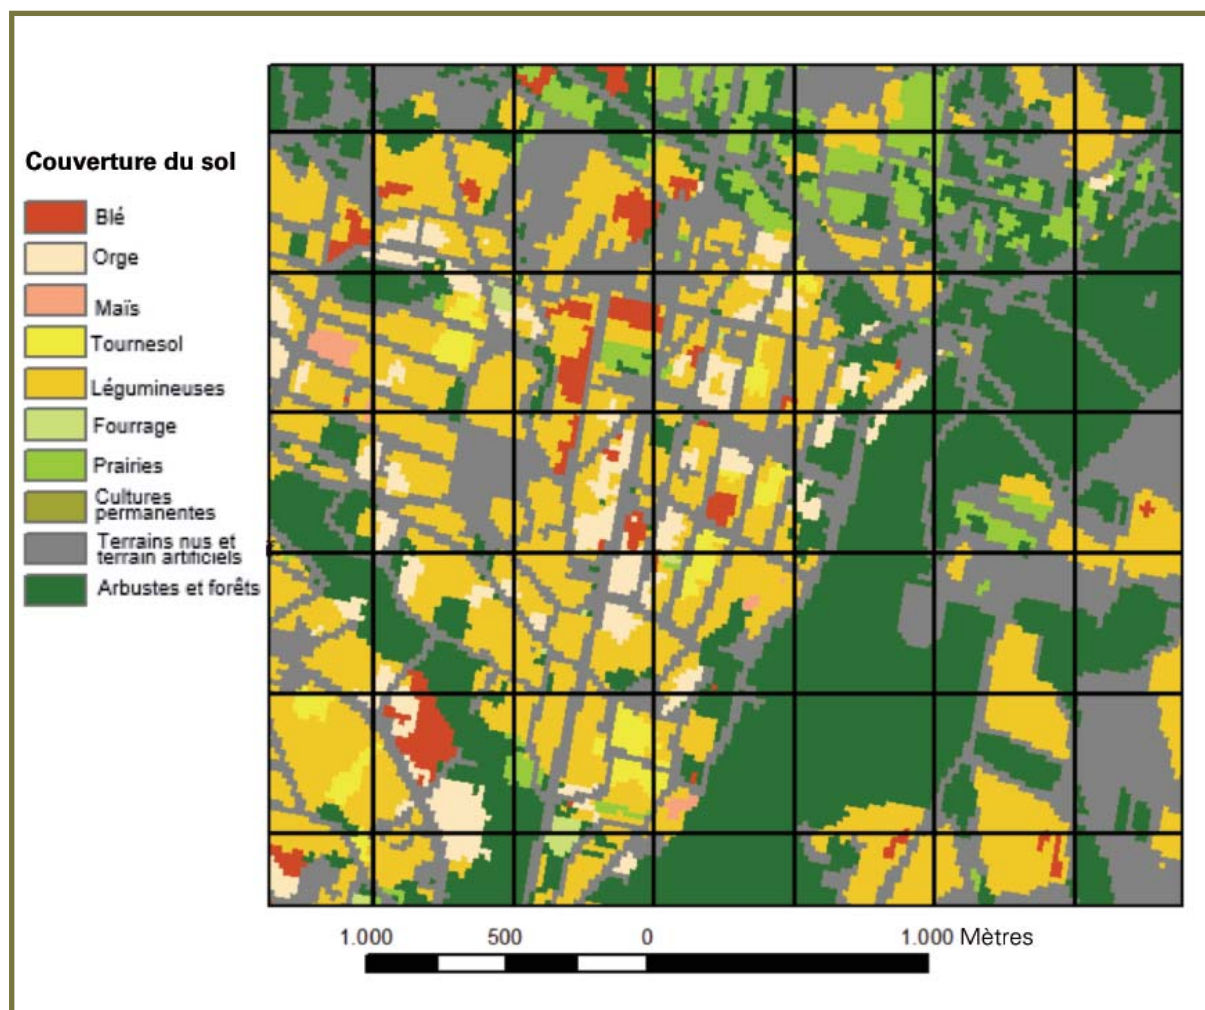 Couverture du sol
Blé
Orge
Maïs
Tournesol
Légumineuses
Fourrage
Prairies
Cultures
permanentes
Terrains nus et
terrain artificiels
Arbustes et forêts
1.000 500 0 1.000 Mètres